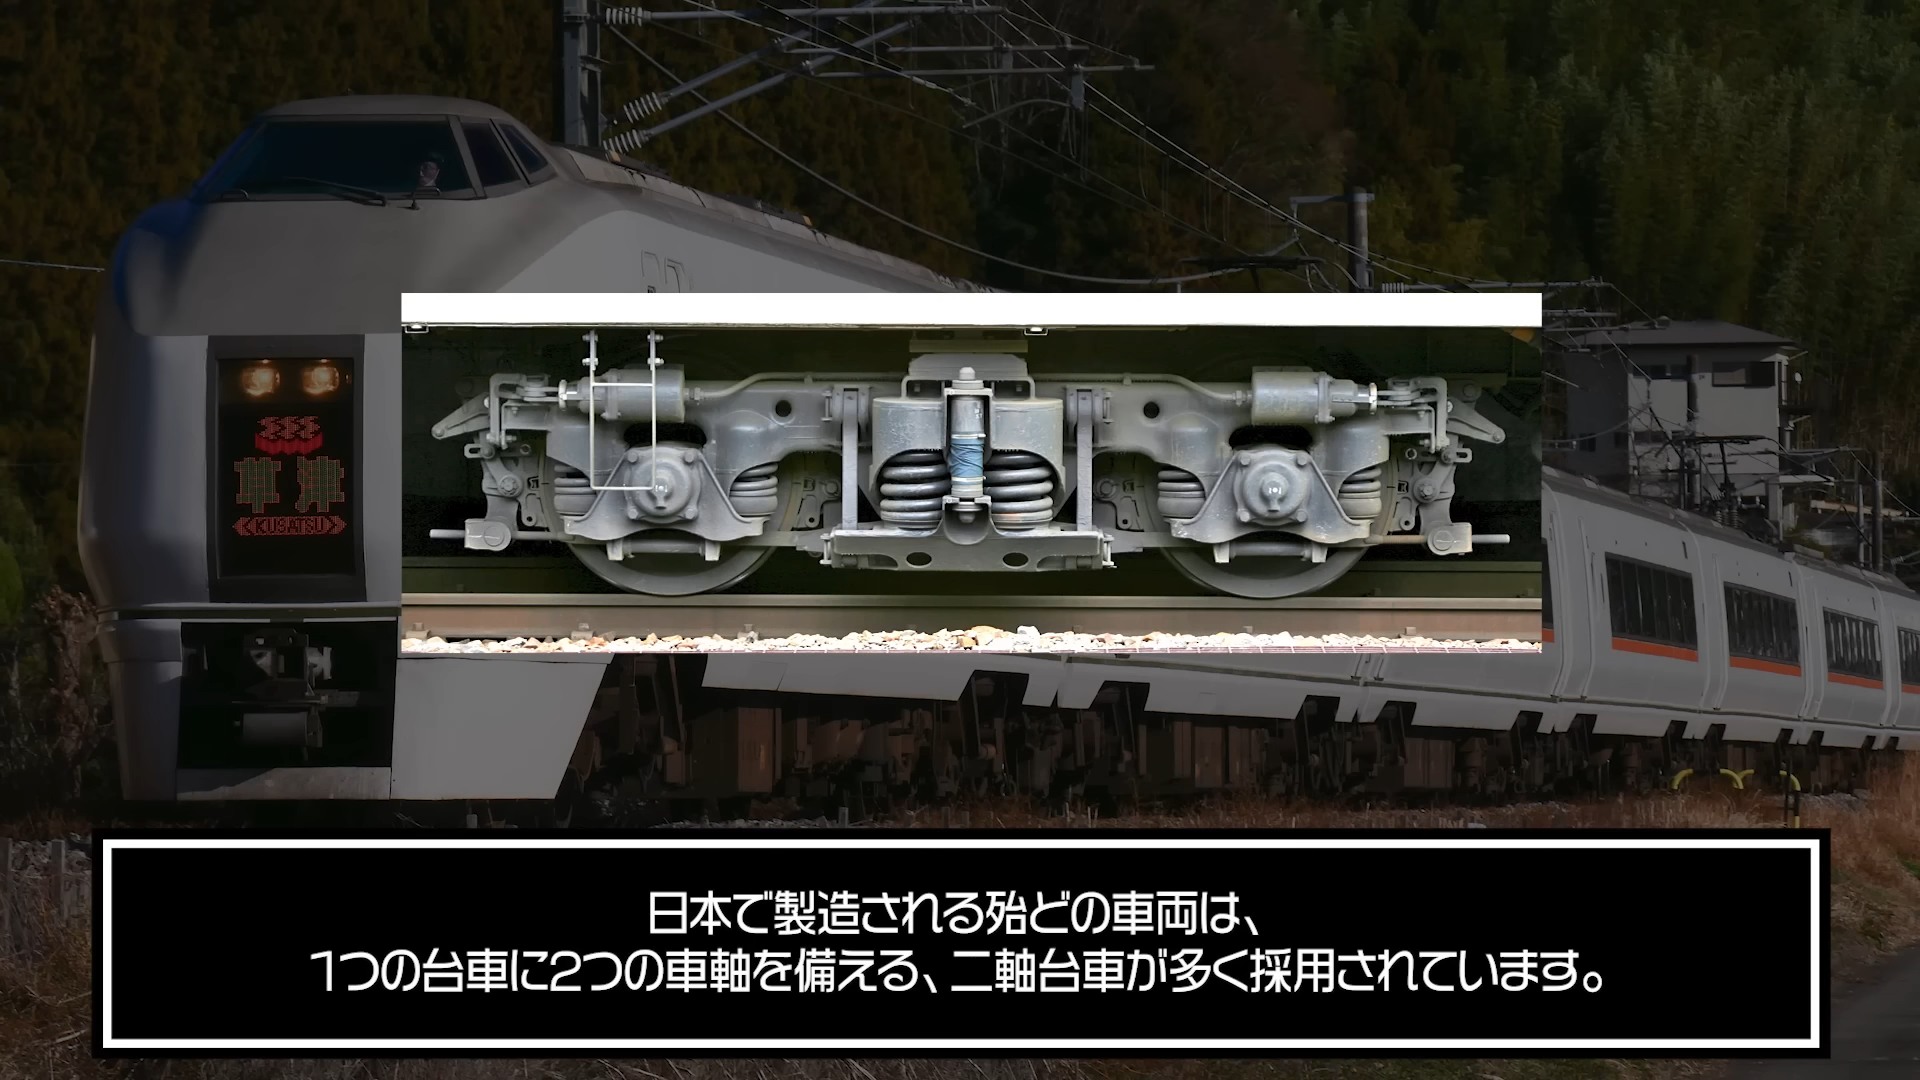 草津
KUSATSU
日本で製造される殆どの車両は、
1つの台車に2つの車軸を備える、二軸台車が多く採用されています。